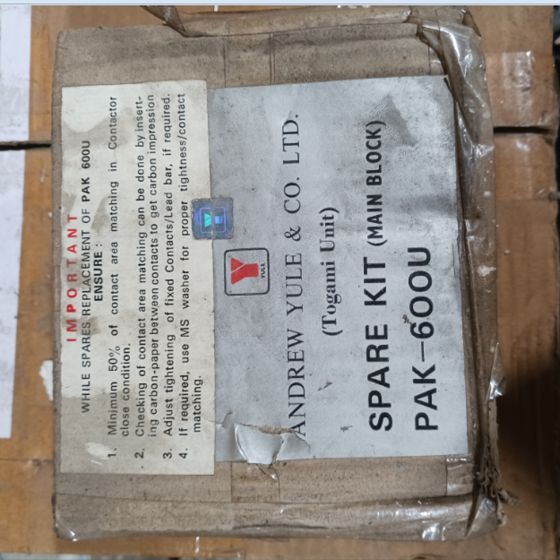 IMPORTANT
WHILE SPARES REPLACEMENT OF PAK 600U
ENSURE :
1. Minimum 50% of contact area matching in Contactor
close condition.
2. Checking of contact area matching can be done by insert-
ing carbon-paper between contacts to get carbon impression
3. Adjust tightening of fixed Contacts/Lead bar, if required.
4. If required, use MS washer for proper tightness/contact
matching.
Y
YULE
ANDREW YULE & CO. LTD.
(Togami Unit)
SPARE KIT (MAIN BLOCK)
PAK-600U